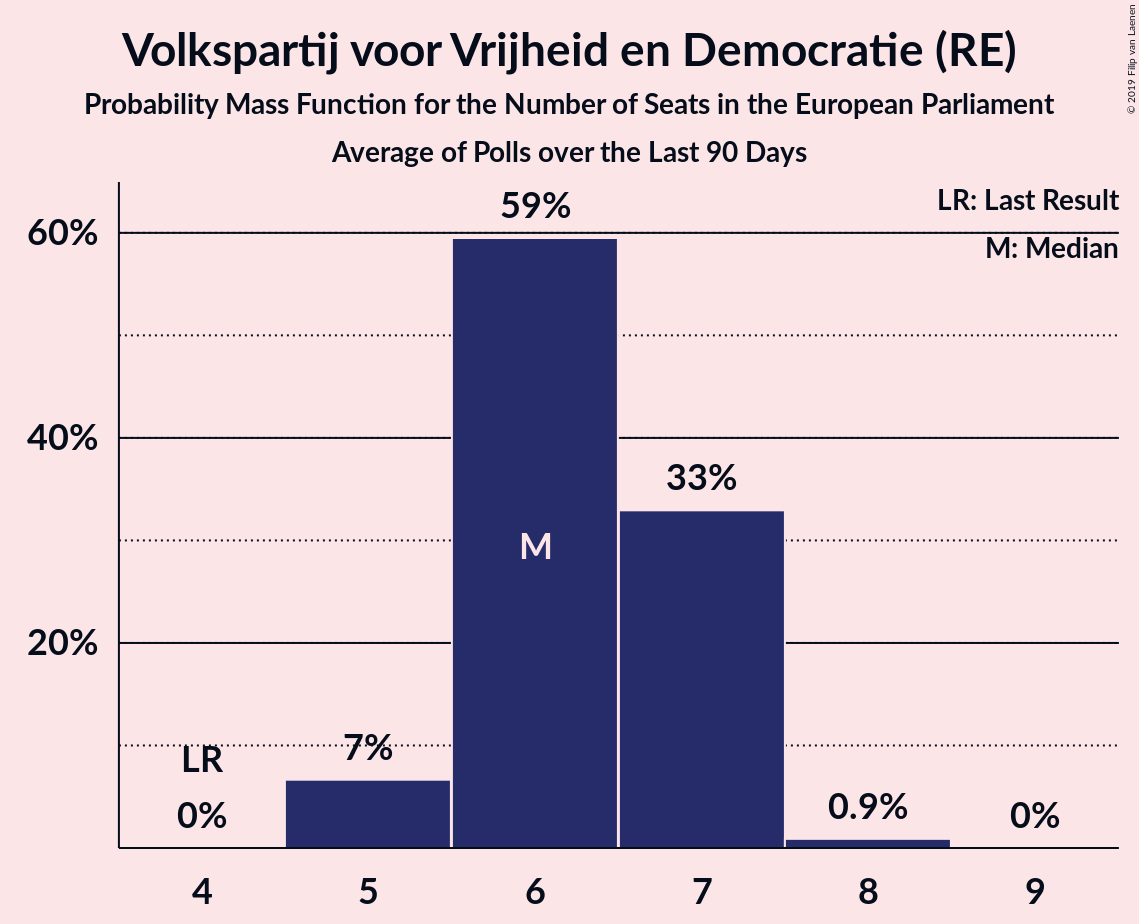 Volkspartij voor Vrijheid en Democratie (RE)
Probability Mass Function for the Number of Seats in the European Parliament
Average of Polls over the Last 90 Days
© 2019 Filip van Laenen
LR: Last Result
M: Median
60%
40%
20%
LR
0%
7%
59%
M
33%
0.9%
0%
4 5 6 7 8 9